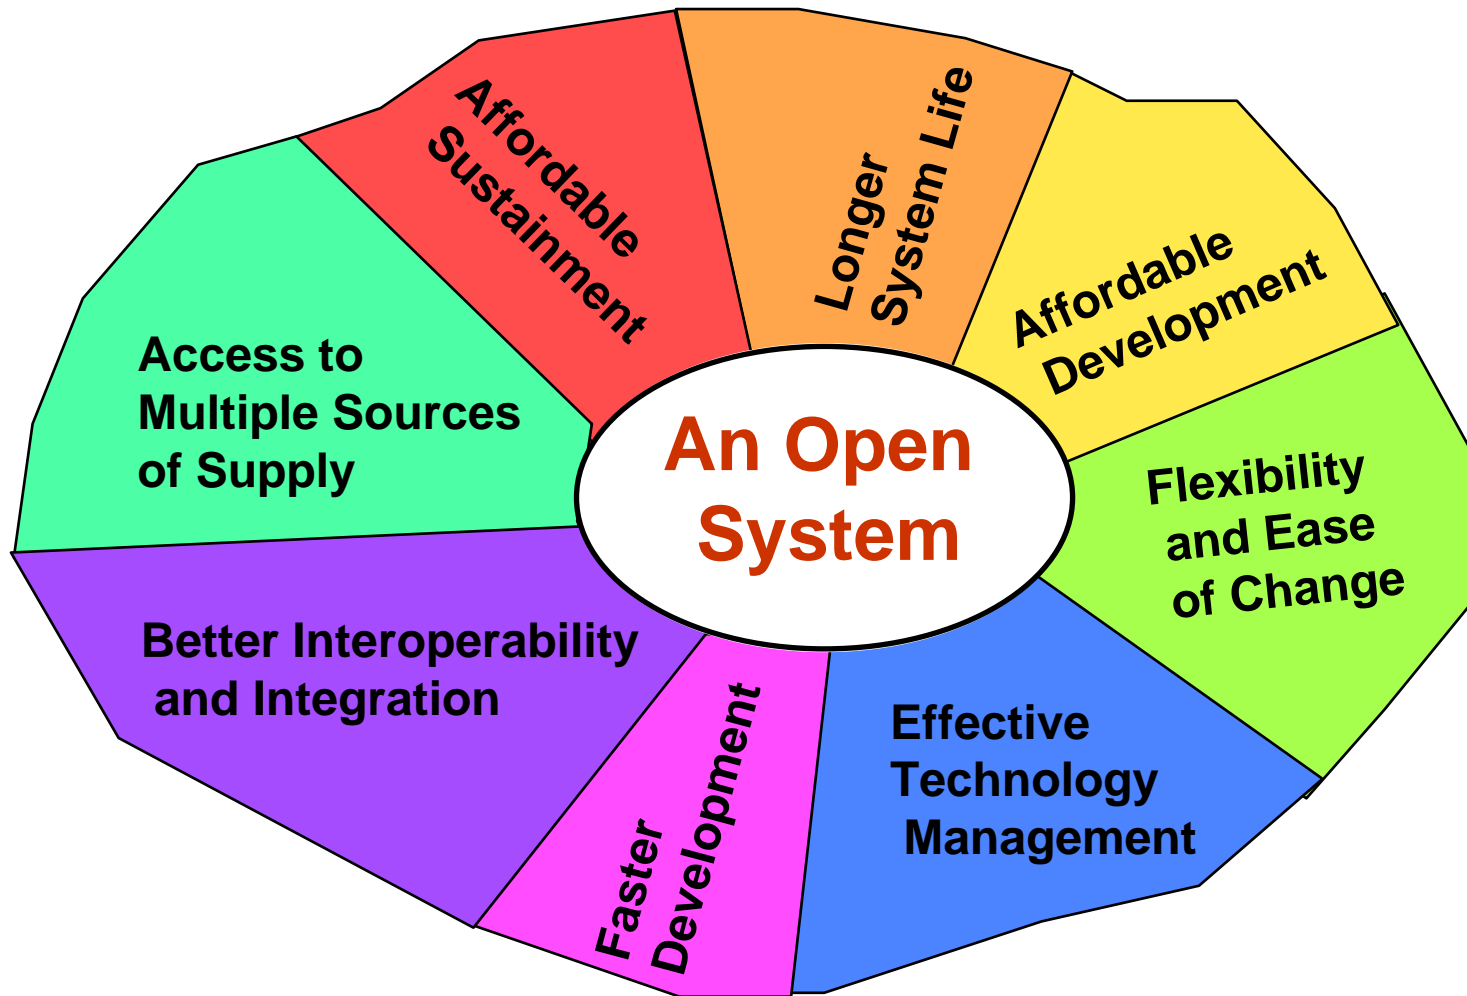 Affordable
Sustainment
Longer
System Life
Affordable
Development
Access to
Multiple Sources
of Supply
An Open
System
Flexibility
and Ease
of Change
Better Interoperability
and Integration
Faster
Development
Effective
Technology
Management